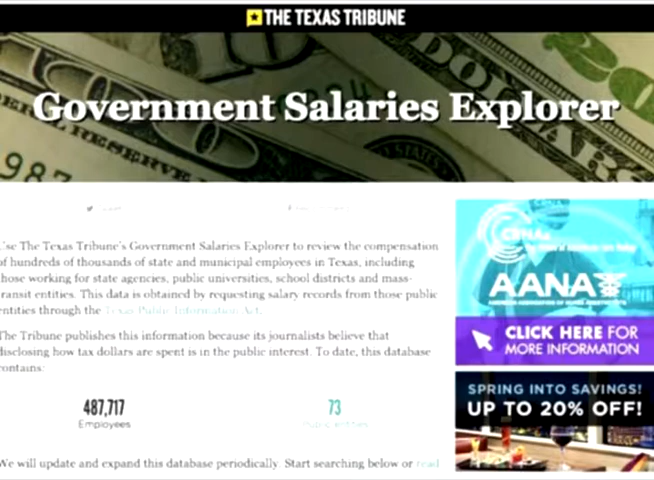 THE TEXAS TRIBUNE
Government Salaries Explorer
Use The Texas Tribune's Government Salaries Explorer to review the compensation
of hundreds of thousands of state and municipal employees in Texas, including
those working for state agencies, public universities, school districts and mass-
transit entities. This data is obtained by requesting salary records from those public
entities through the Texas Public Information Act.
The Tribune publishes this information because its journalists believe that
disclosing how tax dollars are spent is in the public interest. To date, this database
contains:
487,717
Employees
73
public entities
We will update and expand this database periodically. Start searching below or read
AANA
CLICK HERE FOR
MORE INFORMATION
SPRING INTO SAVINGS!
UP TO 20% OFF!